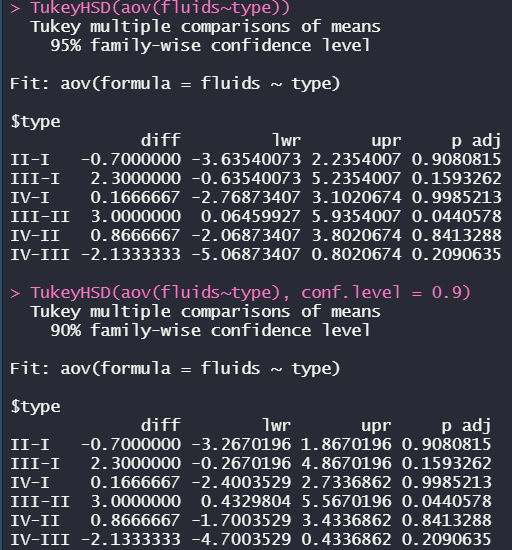 > TukeyHSD(aov(fluids~type))
  Tukey multiple comparisons of means
    95% family-wise confidence level

Fit: aov(formula = fluids ~ type)

$type
             diff         lwr       upr     p adj
II-I   -0.7000000 -3.63540073 2.2354007 0.9080815
III-I   2.3000000 -0.63540073 5.2354007 0.1593262
IV-I    0.1666667 -2.76873407 3.1020674 0.9985213
III-II  3.0000000  0.06459927 5.9354007 0.0440578
IV-II   0.8666667 -2.06873407 3.8020674 0.8413288
IV-III -2.1333333 -5.06873407 0.8020674 0.2090635

> TukeyHSD(aov(fluids~type), conf.level = 0.9)
  Tukey multiple comparisons of means
    90% family-wise confidence level

Fit: aov(formula = fluids ~ type)

$type
             diff        lwr       upr     p adj
II-I   -0.7000000 -3.2670196 1.8670196 0.9080815
III-I   2.3000000 -0.2670196 4.8670196 0.1593262
IV-I    0.1666667 -2.4003529 2.7336862 0.9985213
III-II  3.0000000  0.4329804 5.5670196 0.0440578
IV-II   0.8666667 -1.7003529 3.4336862 0.8413288
IV-III -2.1333333 -4.7003529 0.4336862 0.2090635